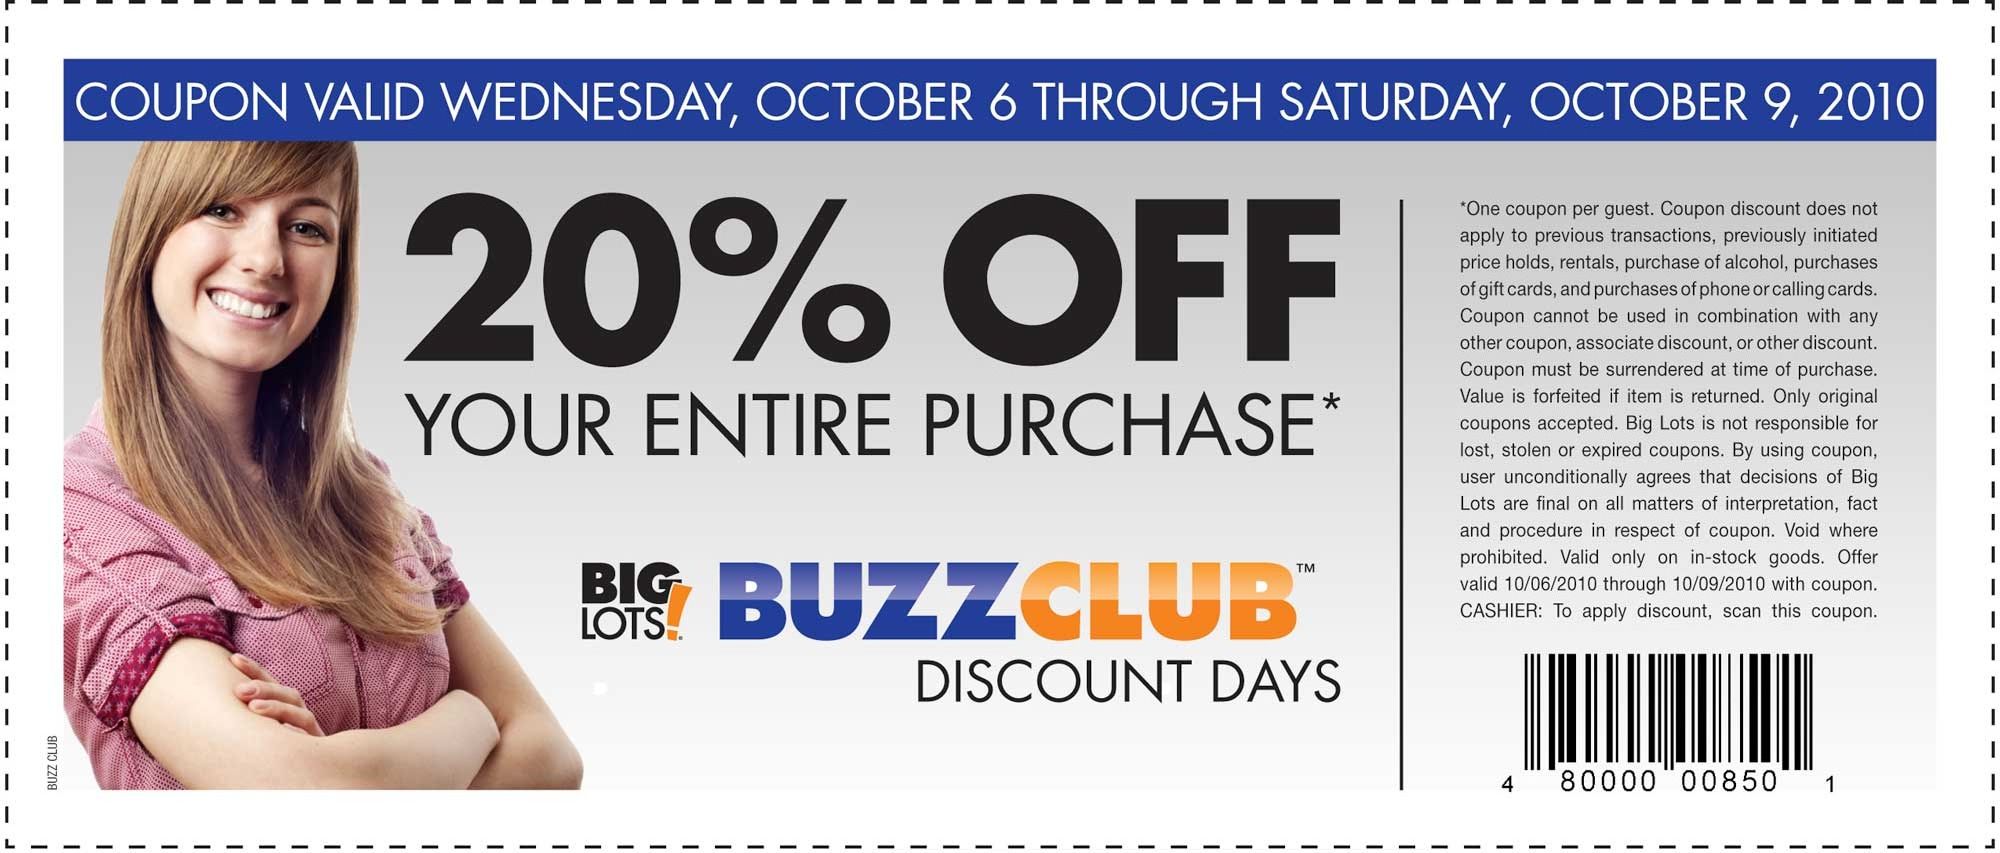 COUPON VALID WEDNESDAY, OCTOBER 6 THROUGH SATURDAY, OCTOBER 9, 2010
20% OFF
YOUR ENTIRE PURCHASE*
BIG
LOTS!®
BUZZCLUB™
DISCOUNT DAYS
*One coupon per guest. Coupon discount does not
apply to previous transactions, previously initiated
price holds, rentals, purchase of alcohol, purchases
of gift cards, and purchases of phone or calling cards.
Coupon cannot be used in combination with any
other coupon, associate discount, or other discount.
Coupon must be surrendered at time of purchase.
Value is forfeited if item is returned. Only original
coupons accepted. Big Lots is not responsible for
lost, stolen or expired coupons. By using coupon,
user unconditionally agrees that decisions of Big
Lots are final on all matters of interpretation, fact
and procedure in respect of coupon. Void where
prohibited. Valid only on in-stock goods. Offer
valid 10/06/2010 through 10/09/2010 with coupon.
CASHIER: To apply discount, scan this coupon.
4 80000 00850 1
BUZZ CLUB